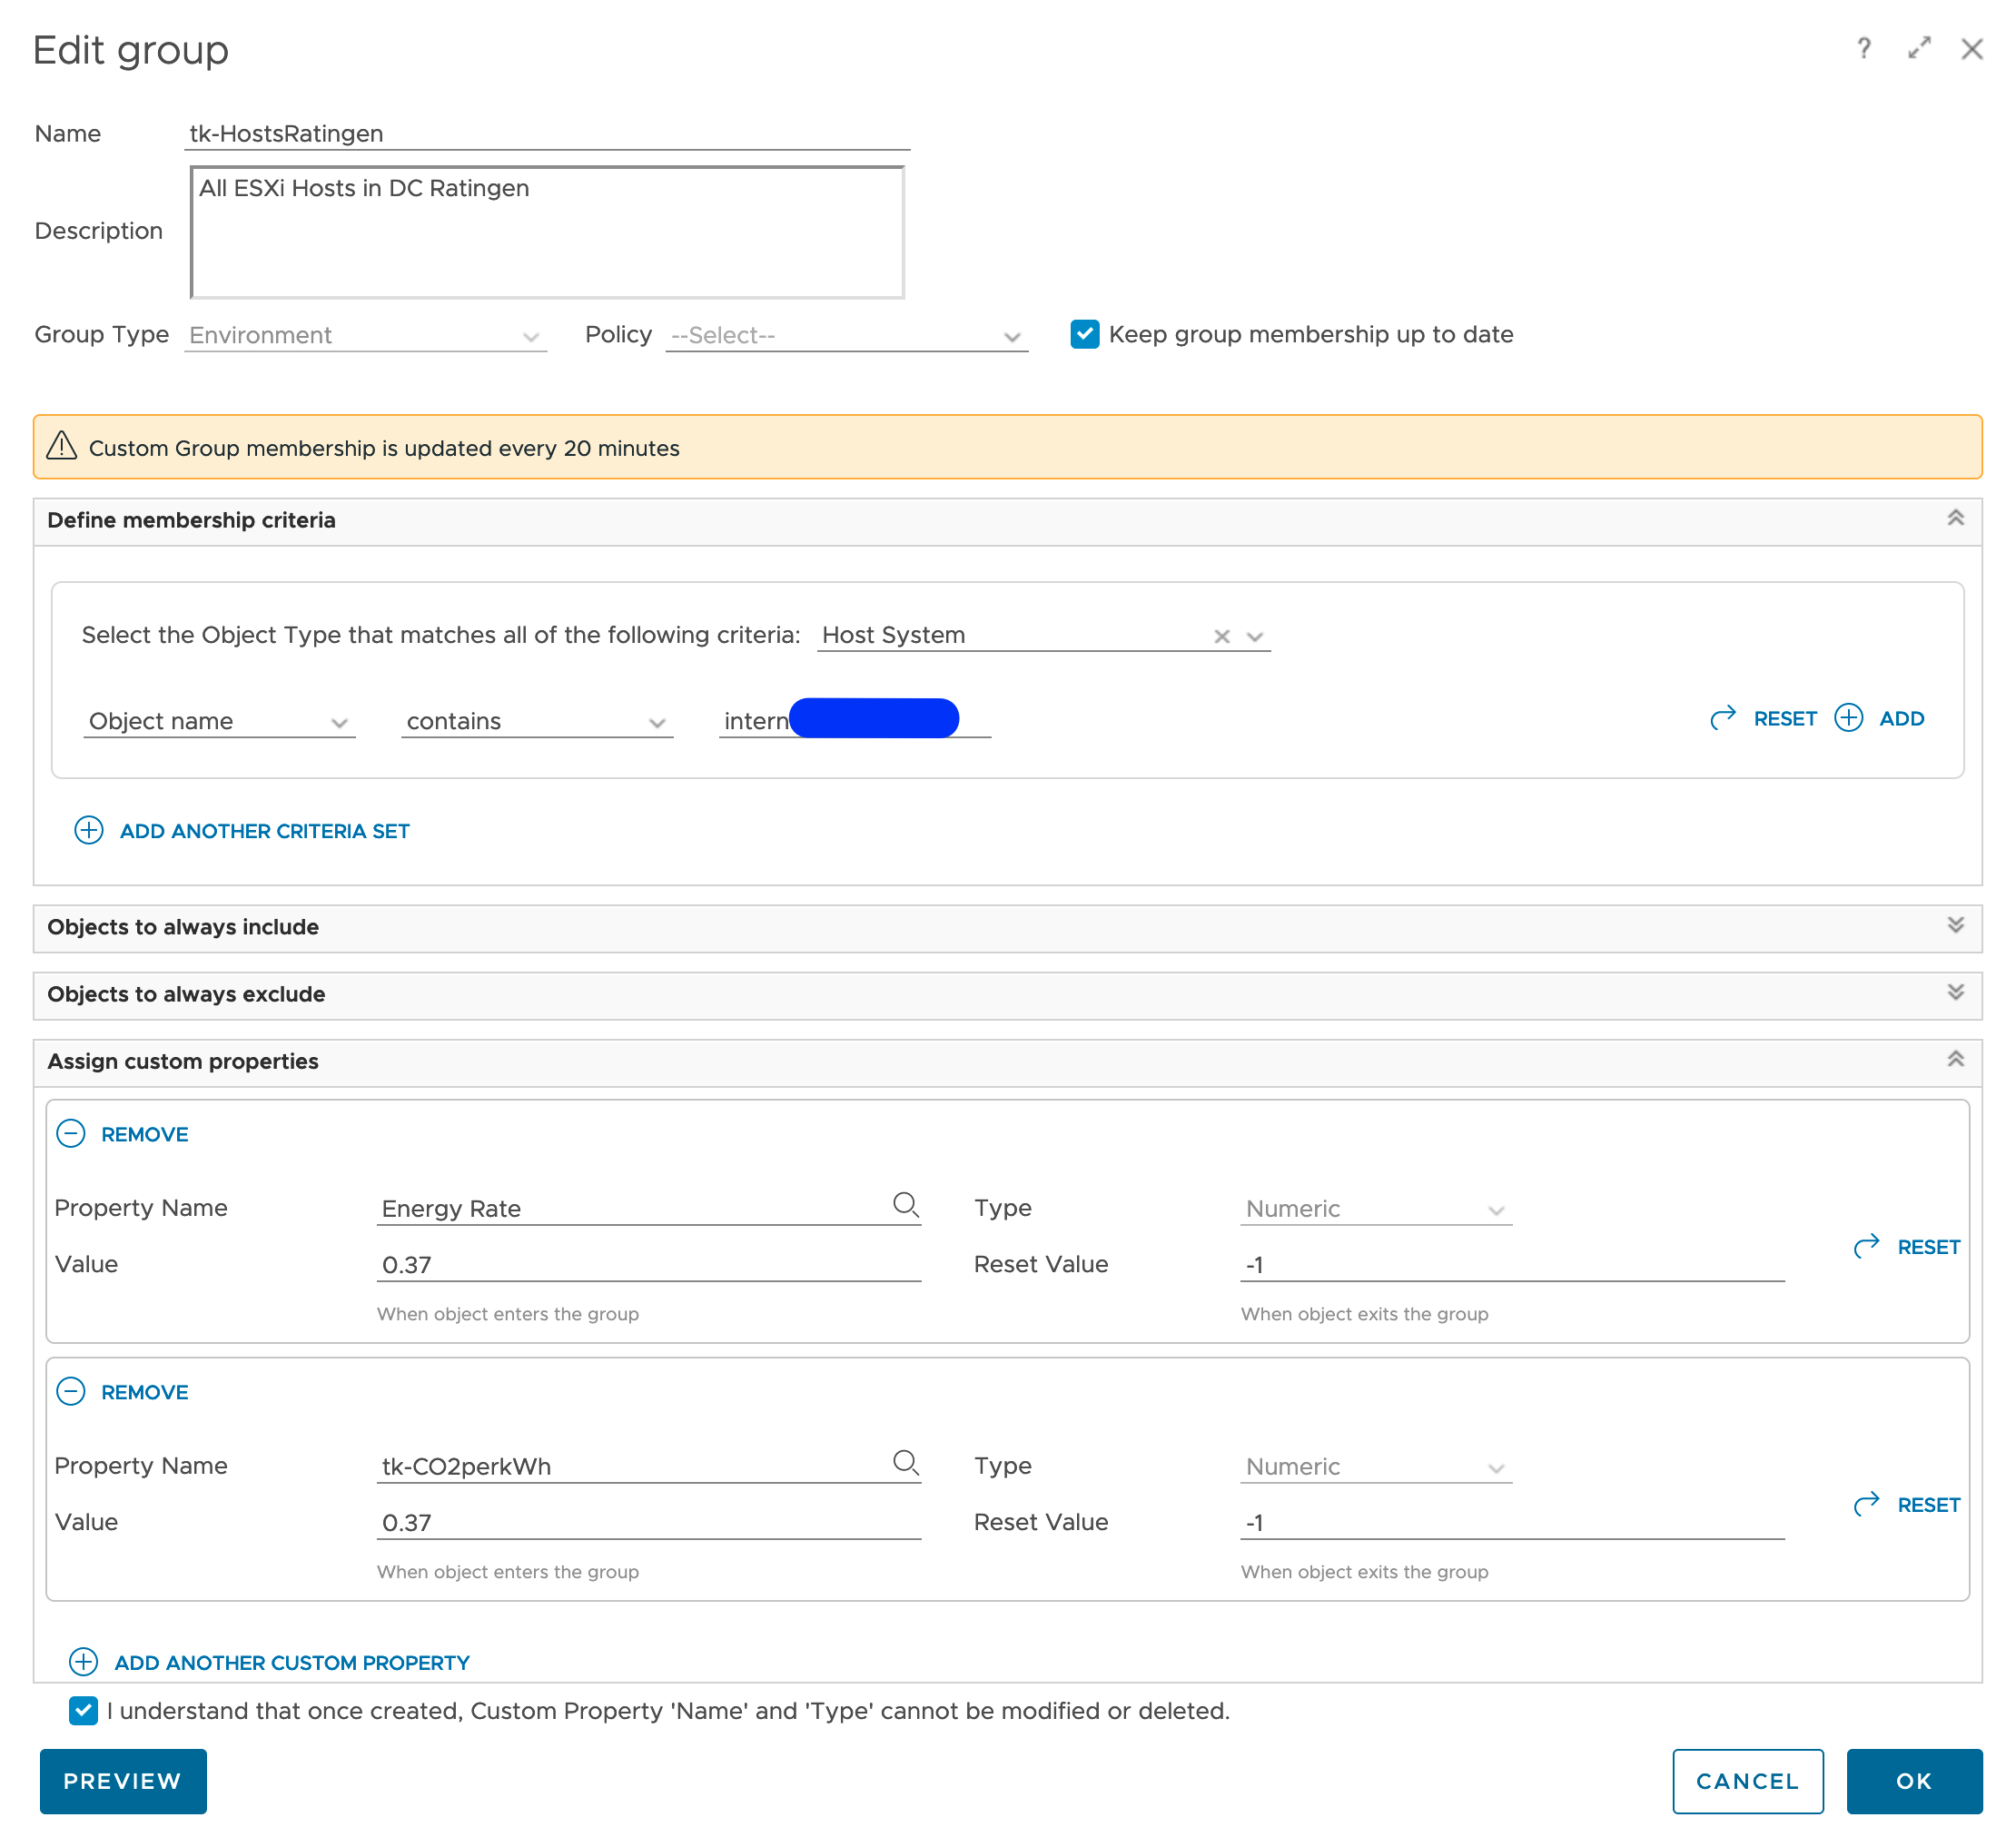 Edit group
?
Name tk-HostsRatingen
Description All ESXi Hosts in DC Ratingen
Group Type Environment Policy --Select-- Keep group membership up to date
Custom Group membership is updated every 20 minutes
Define membership criteria
Select the Object Type that matches all of the following criteria: Host System
Object name contains intern RESET ADD
ADD ANOTHER CRITERIA SET
Objects to always include
Objects to always exclude
Assign custom properties
REMOVE
Property Name Energy Rate Type Numeric
RESET
Value 0.37 Reset Value -1
When object enters the group When object exits the group
REMOVE
Property Name tk-CO2perkWh Type Numeric
RESET
Value 0.37 Reset Value -1
When object enters the group When object exits the group
ADD ANOTHER CUSTOM PROPERTY
I understand that once created, Custom Property 'Name' and 'Type' cannot be modified or deleted.
PREVIEW CANCEL OK